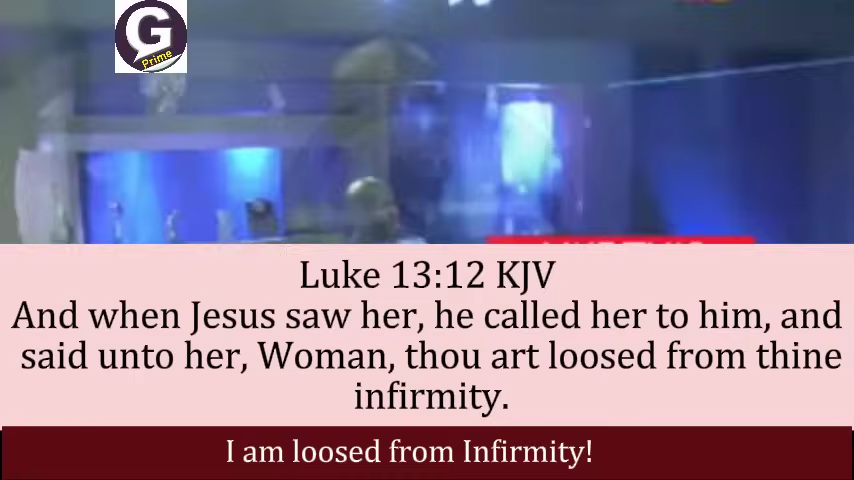 G
Prime
Luke 13:12 KJV
And when Jesus saw her, he called her to him, and
said unto her, Woman, thou art loosed from thine
infirmity.
I am loosed from Infirmity!